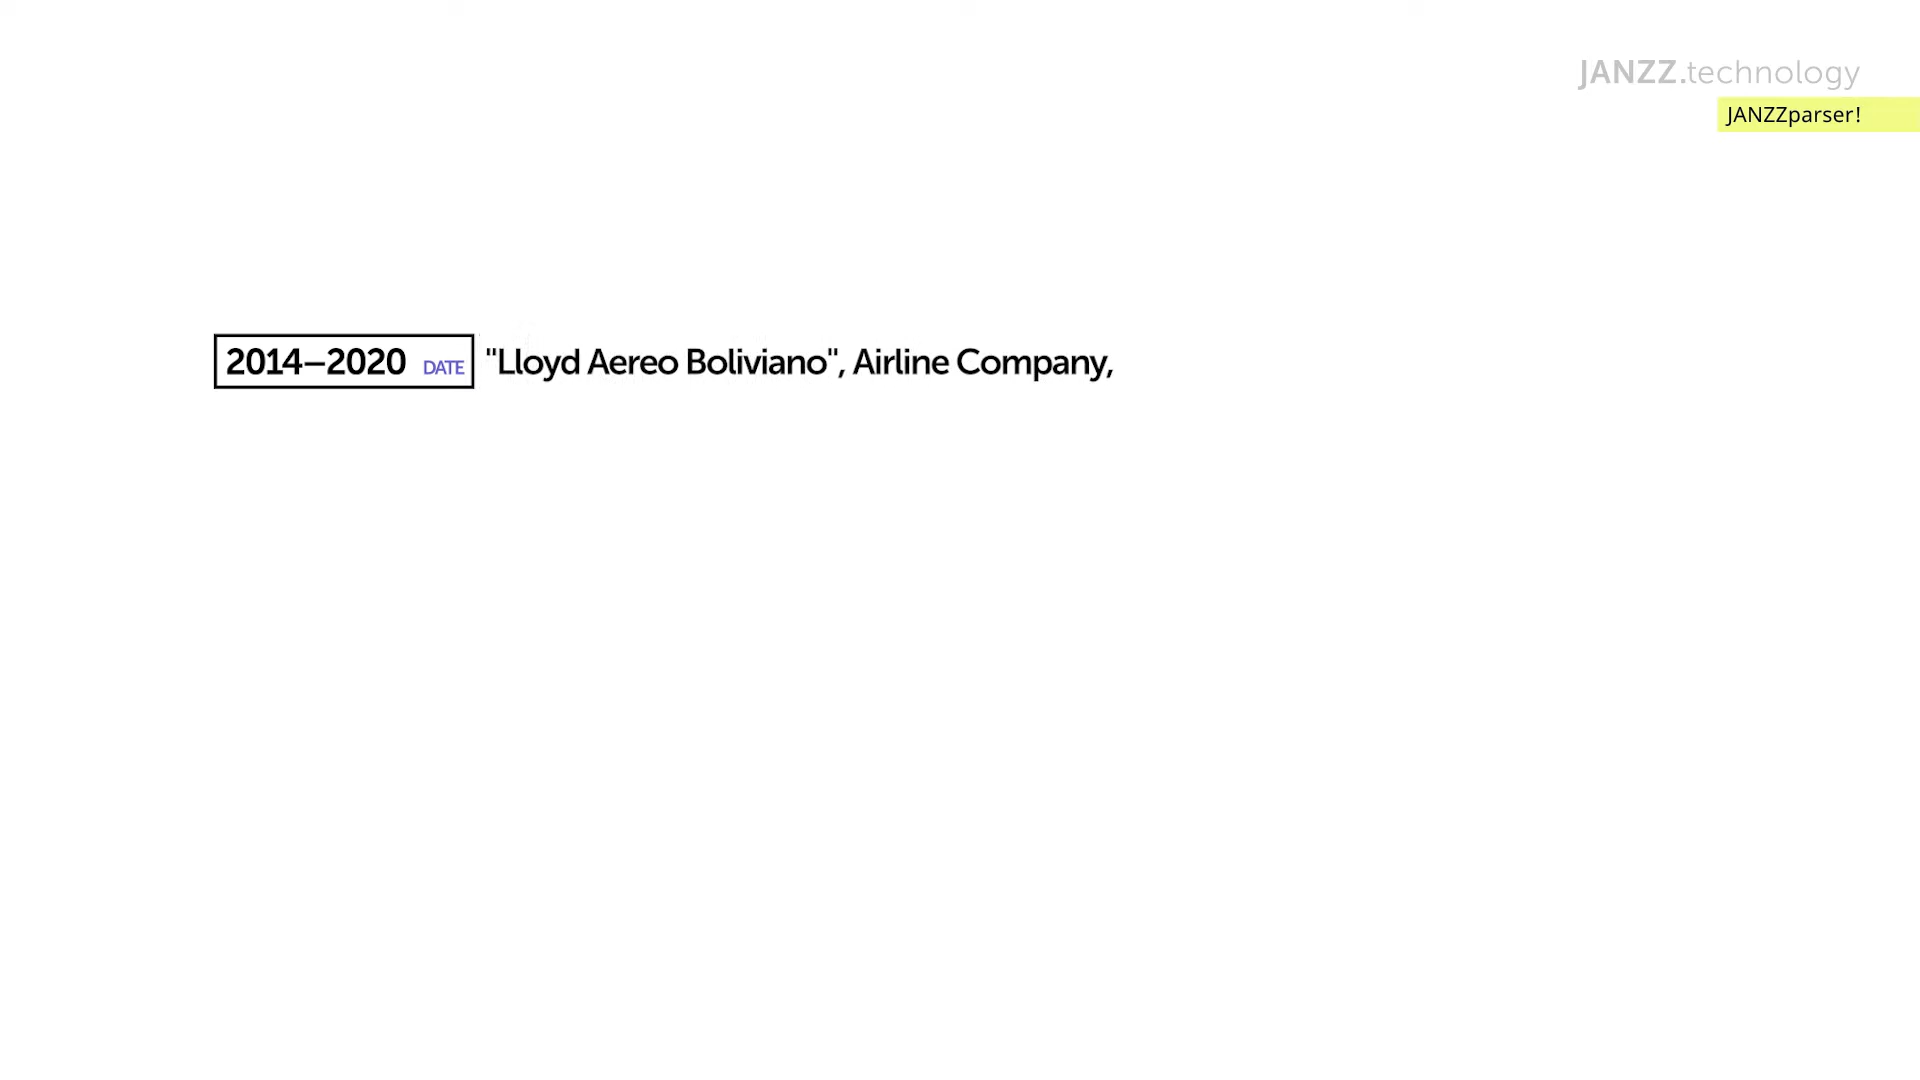 JANZZ.technology
JANZZparser!
2014–2020 DATE "Lloyd Aereo Boliviano", Airline Company,